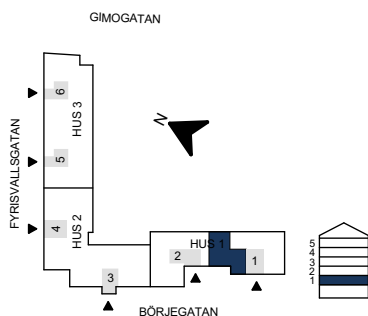 GIMOGATAN
N
FYRISVALLSGATAN
6
HUS 3
5
HUS 2
4
3
HUS 1
2
1
5
4
3
2
1
BÖRJEGATAN